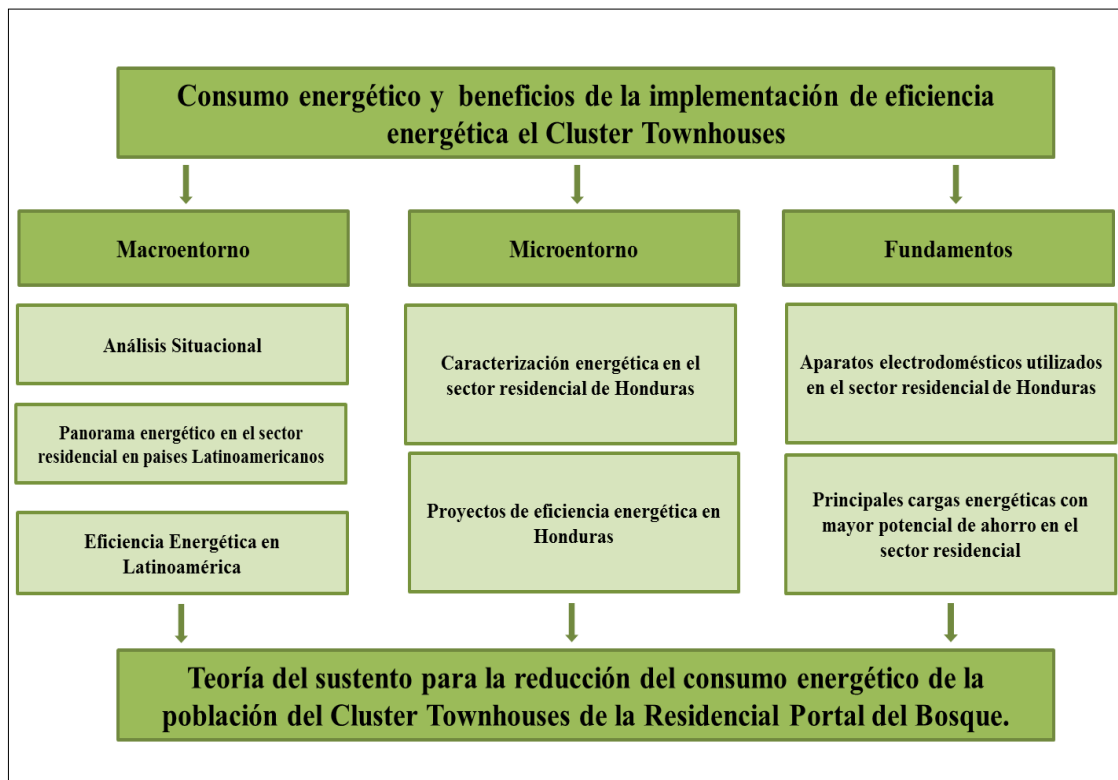 Consumo energético y beneficios de la implementación de eficiencia
energética el Cluster Townhouses
Macroentorno
Microentorno
Fundamentos
Análisis Situacional
Panorama energético en el sector
residencial en paises Latinoamericanos
Eficiencia Energética en
Latinoamérica
Caracterización energética en el
sector residencial de Honduras
Proyectos de eficiencia energética en
Honduras
Aparatos electrodomésticos utilizados
en el sector residencial de Honduras
Principales cargas energéticas con
mayor potencial de ahorro en el
sector residencial
Teoría del sustento para la reducción del consumo energético de la
población del Cluster Townhouses de la Residencial Portal del Bosque.